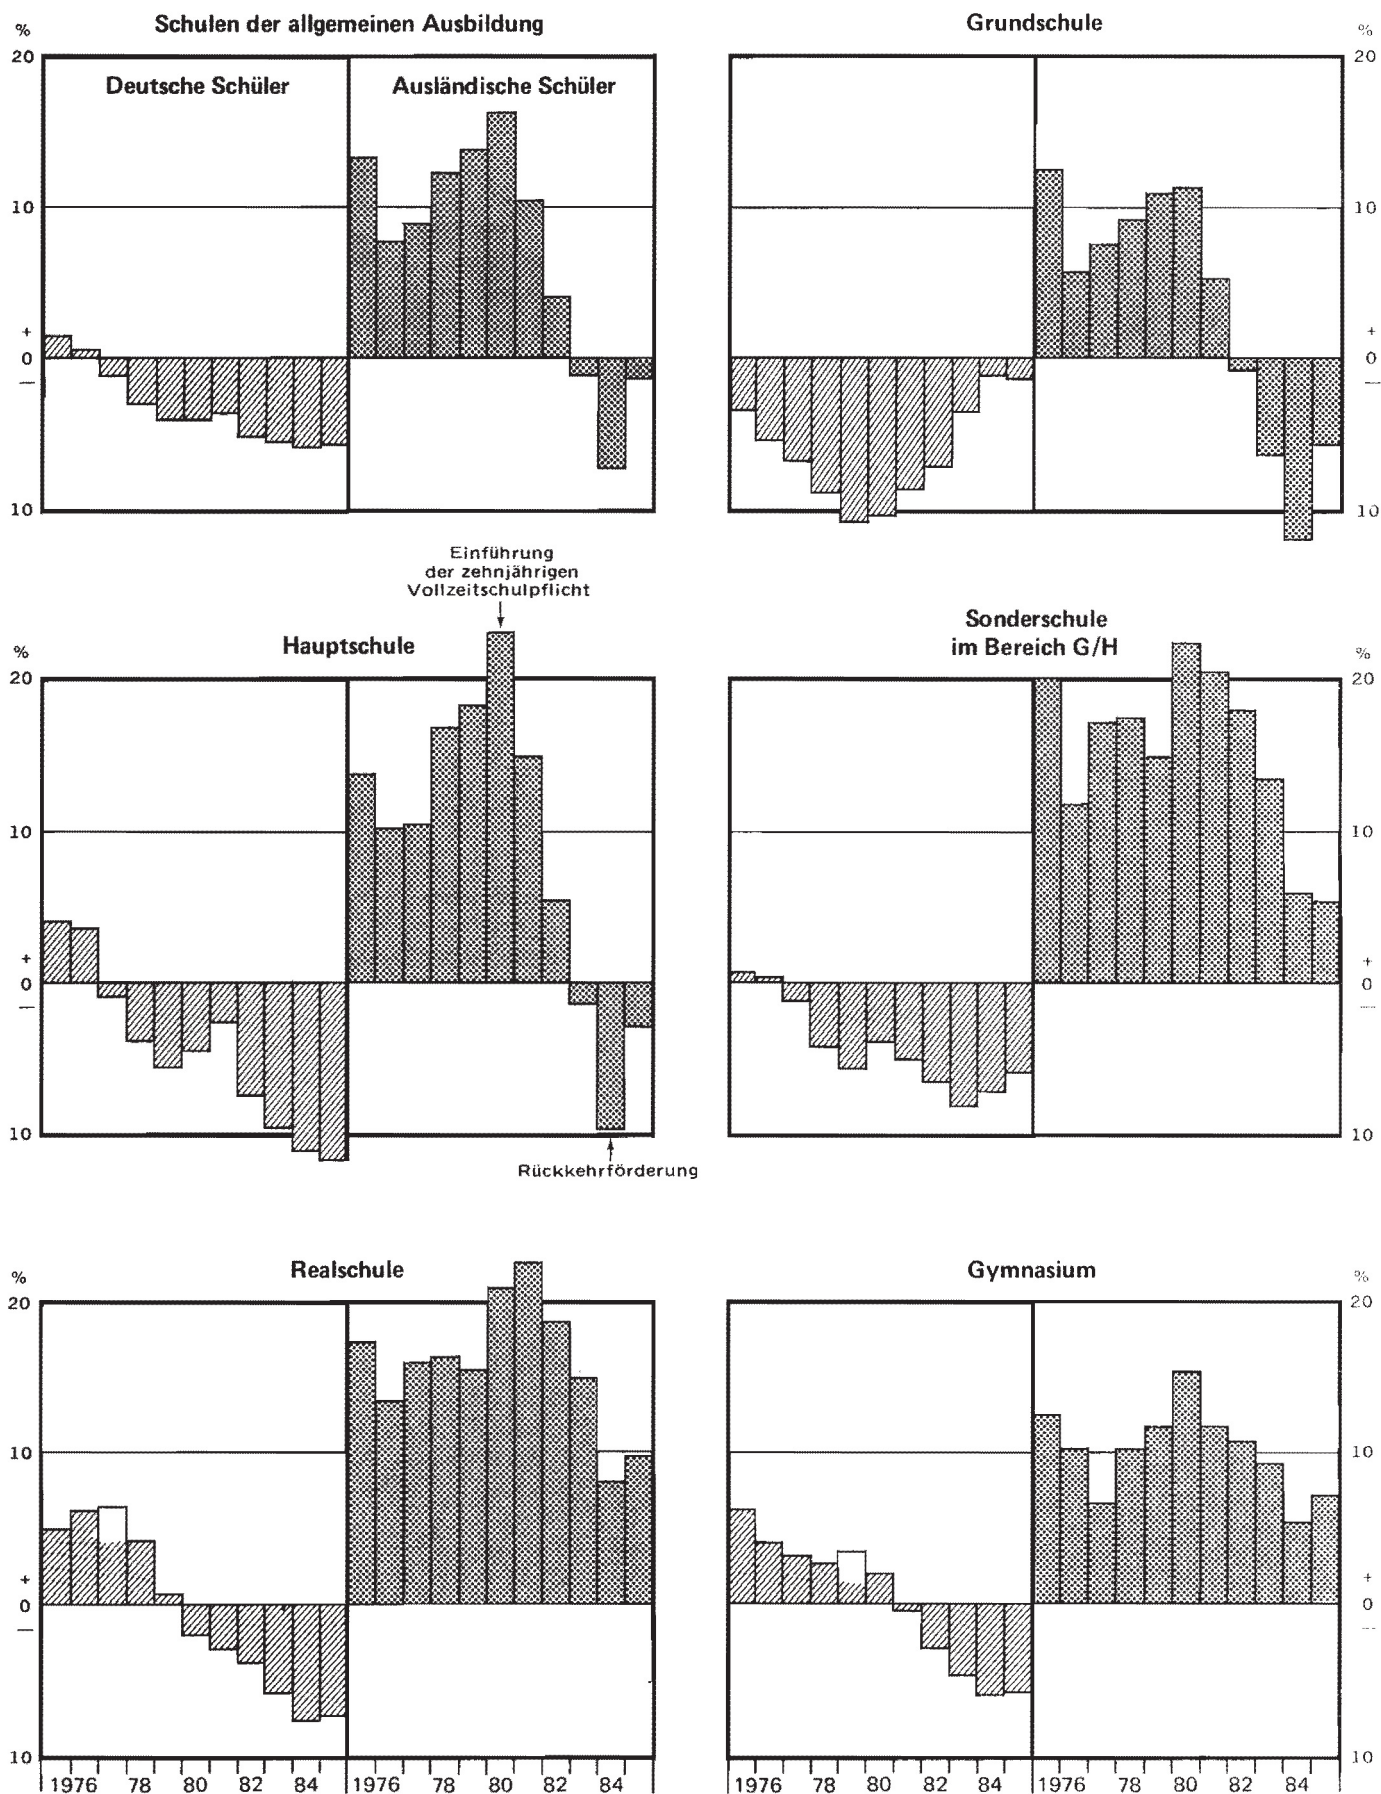 Schulen der allgemeinen Ausbildung
Grundschule
%
%
20
20
Deutsche Schüler
Ausländische Schüler
10
10
+
+
0
0
—
—
10
10
Einführung
der zehnjährigen
Vollzeitschulpflicht
Hauptschule
Sonderschule
im Bereich G/H
%
%
20
20
10
10
+
+
0
0
—
—
10
10
Rückkehrförderung
Realschule
Gymnasium
%
%
20
20
10
10
+
+
0
0
—
—
10
10
1976 78 80 82 84 1976 78 80 82 84
1976 78 80 82 84 1976 78 80 82 84